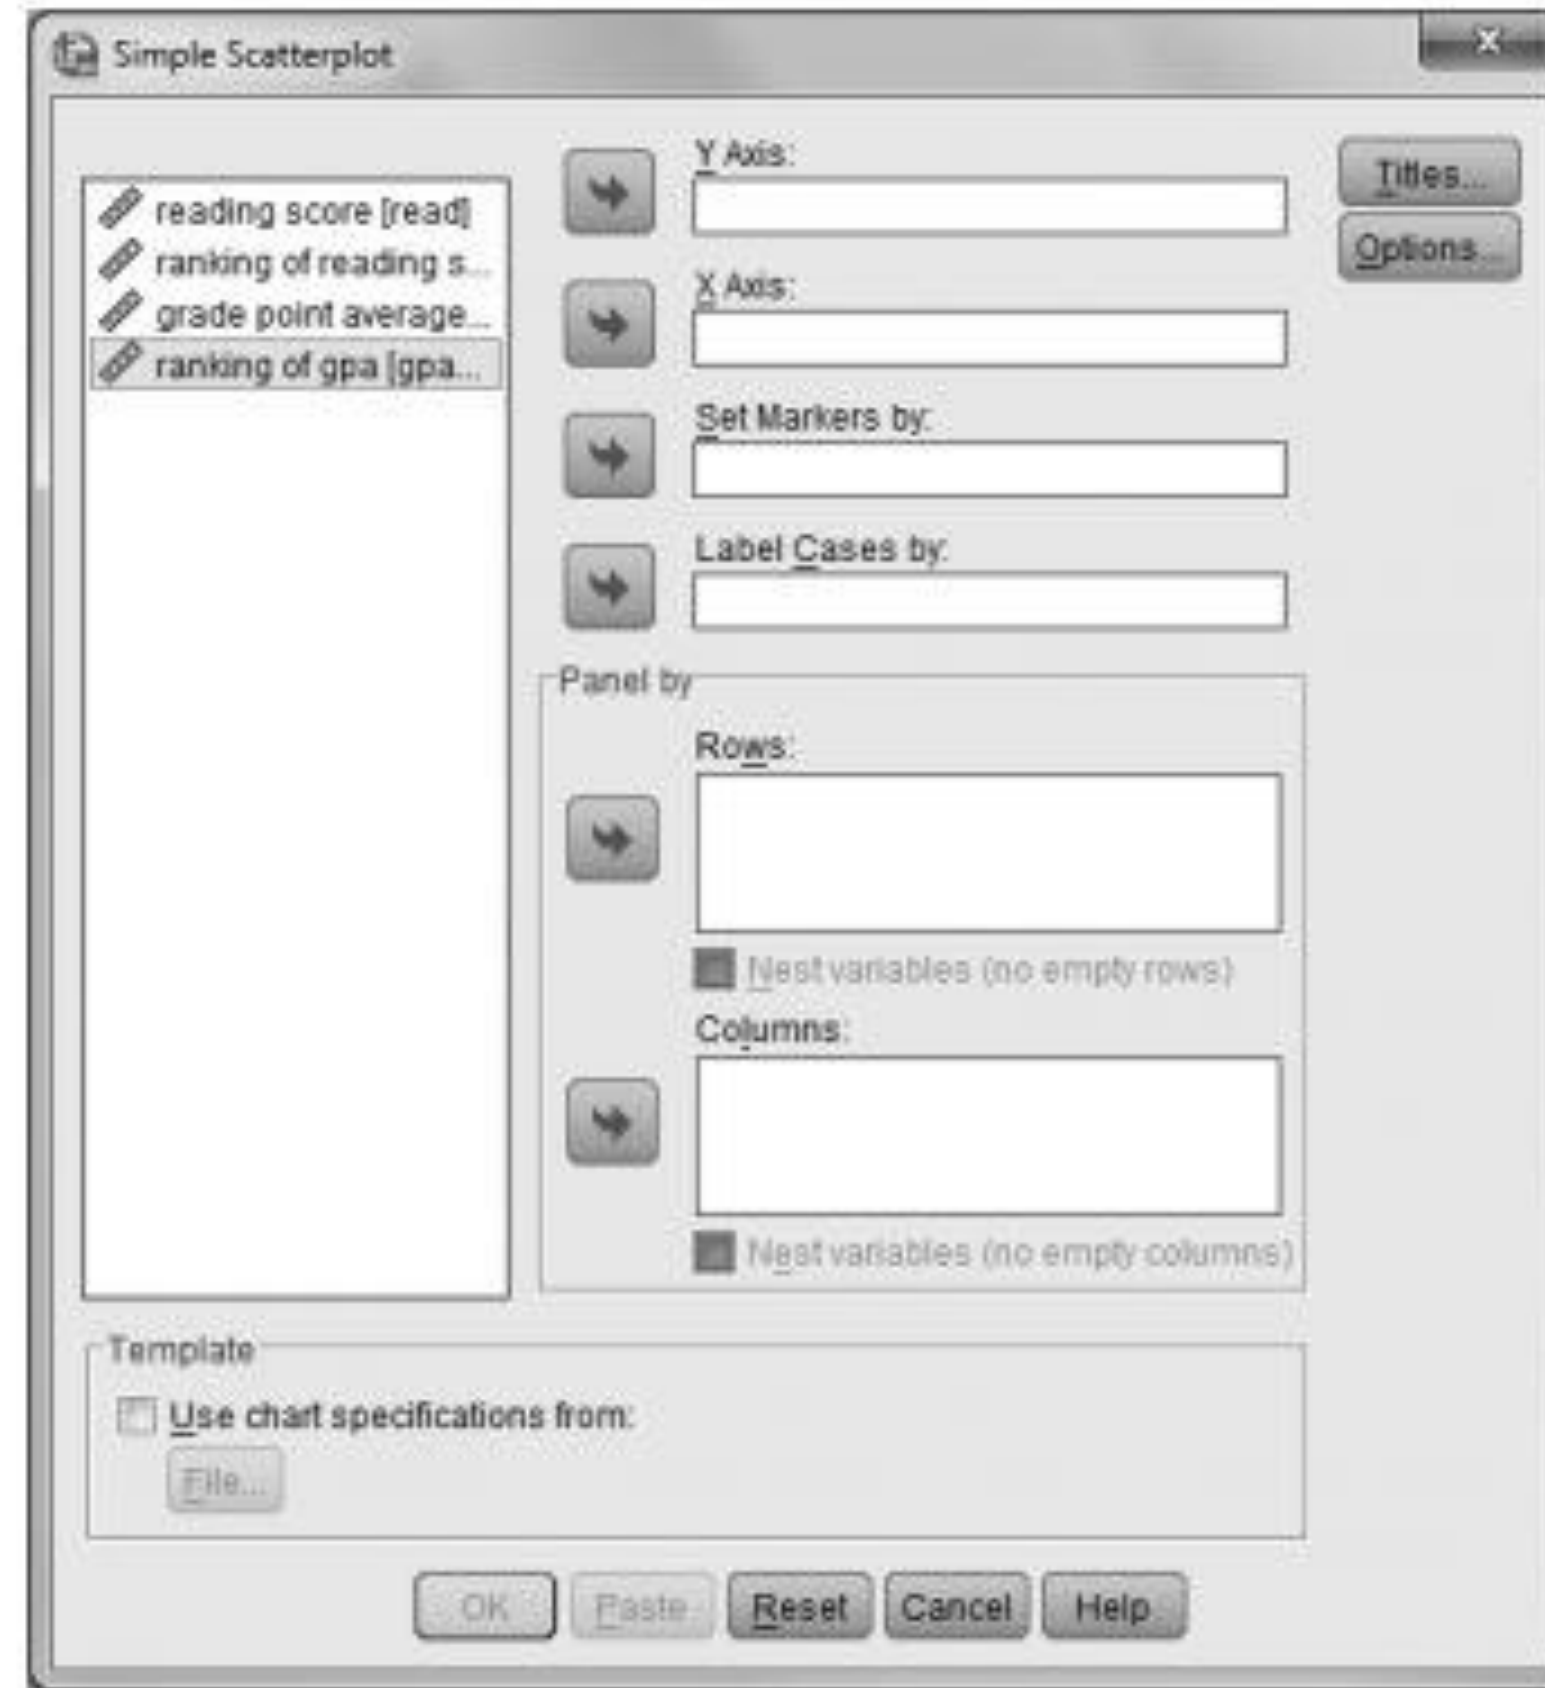 Simple Scatterplot
reading score [read]
ranking of reading s...
grade point average...
ranking of gpa [gpa...
Y Axis:
X Axis:
Set Markers by:
Label Cases by:
Panel by
Rows:
Nest variables (no empty rows)
Columns:
Nest variables (no empty columns)
Titles...
Options...
Template
Use chart specifications from:
File...
OK Paste Reset Cancel Help